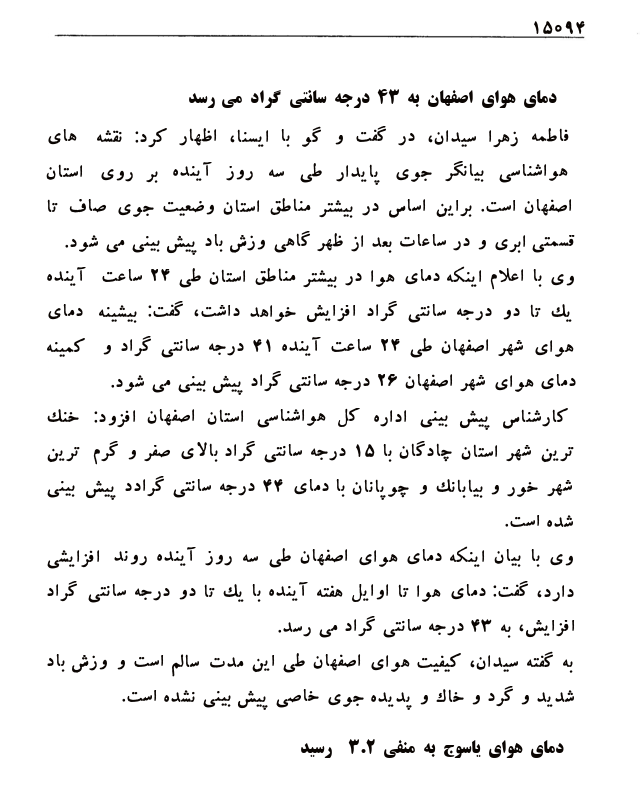 ۱۵۰۹۴
دمای هوای اصفهان به ۴۳ درجه سانتی گراد می رسد
فاطمه زهرا سیدان، در گفت و گو با ایسنا، اظهار کرد: نقشه های
هواشناسی بیانگر جوی پایدار طی سه روز آینده بر روی استان
اصفهان است. براین اساس در بیشتر مناطق استان وضعیت جوی صاف تا
قسمتی ابری و در ساعات بعد از ظهر گاهی وزش باد پیش بینی می شود.
وی با اعلام اینکه دمای هوا در بیشتر مناطق استان طی ۲۴ ساعت آینده
یك تا دو درجه سانتی گراد افزایش خواهد داشت، گفت: بیشینه دمای
هوای شهر اصفهان طی ۲۴ ساعت آینده ۴۱ درجه سانتی گراد و کمینه
دمای هوای شهر اصفهان ۲۶ درجه سانتی گراد پیش بینی می شود.
کارشناس پیش بینی اداره کل هواشناسی استان اصفهان افزود: خنك
ترین شهر استان چادگان با ۱۵ درجه سانتی گراد بالای صفر و گرم ترین
شهر خور و بیابانك و چوپانان با دمای ۴۴ درجه سانتی گرادد پیش بینی
شده است.
وی با بیان اینکه دمای هوای اصفهان طی سه روز آینده روند افزایشی
دارد، گفت: دمای هوا تا اوایل هفته آینده با یك تا دو درجه سانتی گراد
افزایش، به ۴۳ درجه سانتی گراد می رسد.
به گفته سیدان، کیفیت هوای اصفهان طی این مدت سالم است و وزش باد
شدید و گرد و خاك و پدیده جوی خاصی پیش بینی نشده است.
دمای هوای یاسوج به منفی ۳.۲ رسید